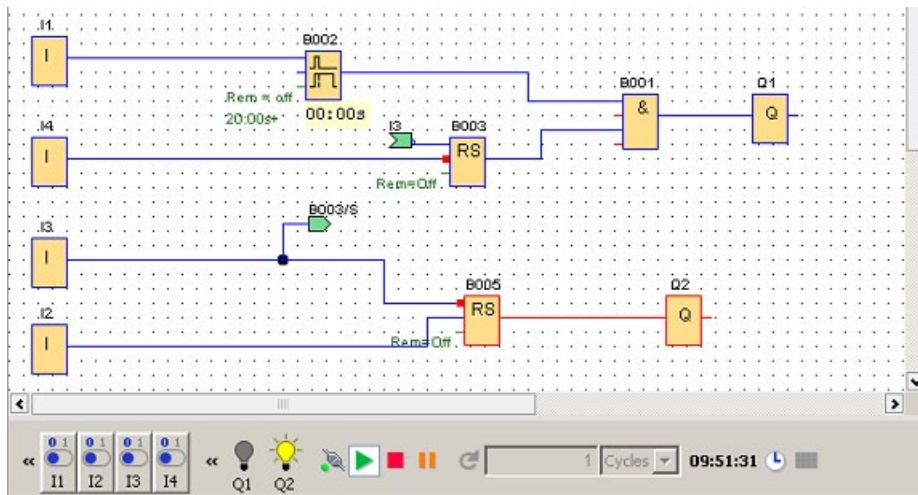 I1.
B002
I
Rem = off
20:00s+
00:00s
B001
Q1
&
Q
I4
I3
B003
I
RS
Rem=Off
B003/S
I3
I
B005
Q2
RS
Q
I2
I
Rem=Off
« 0 1 0 1 0 1 0 1 « 1 Cycles 09:51:31
I1 I2 I3 I4 Q1 Q2